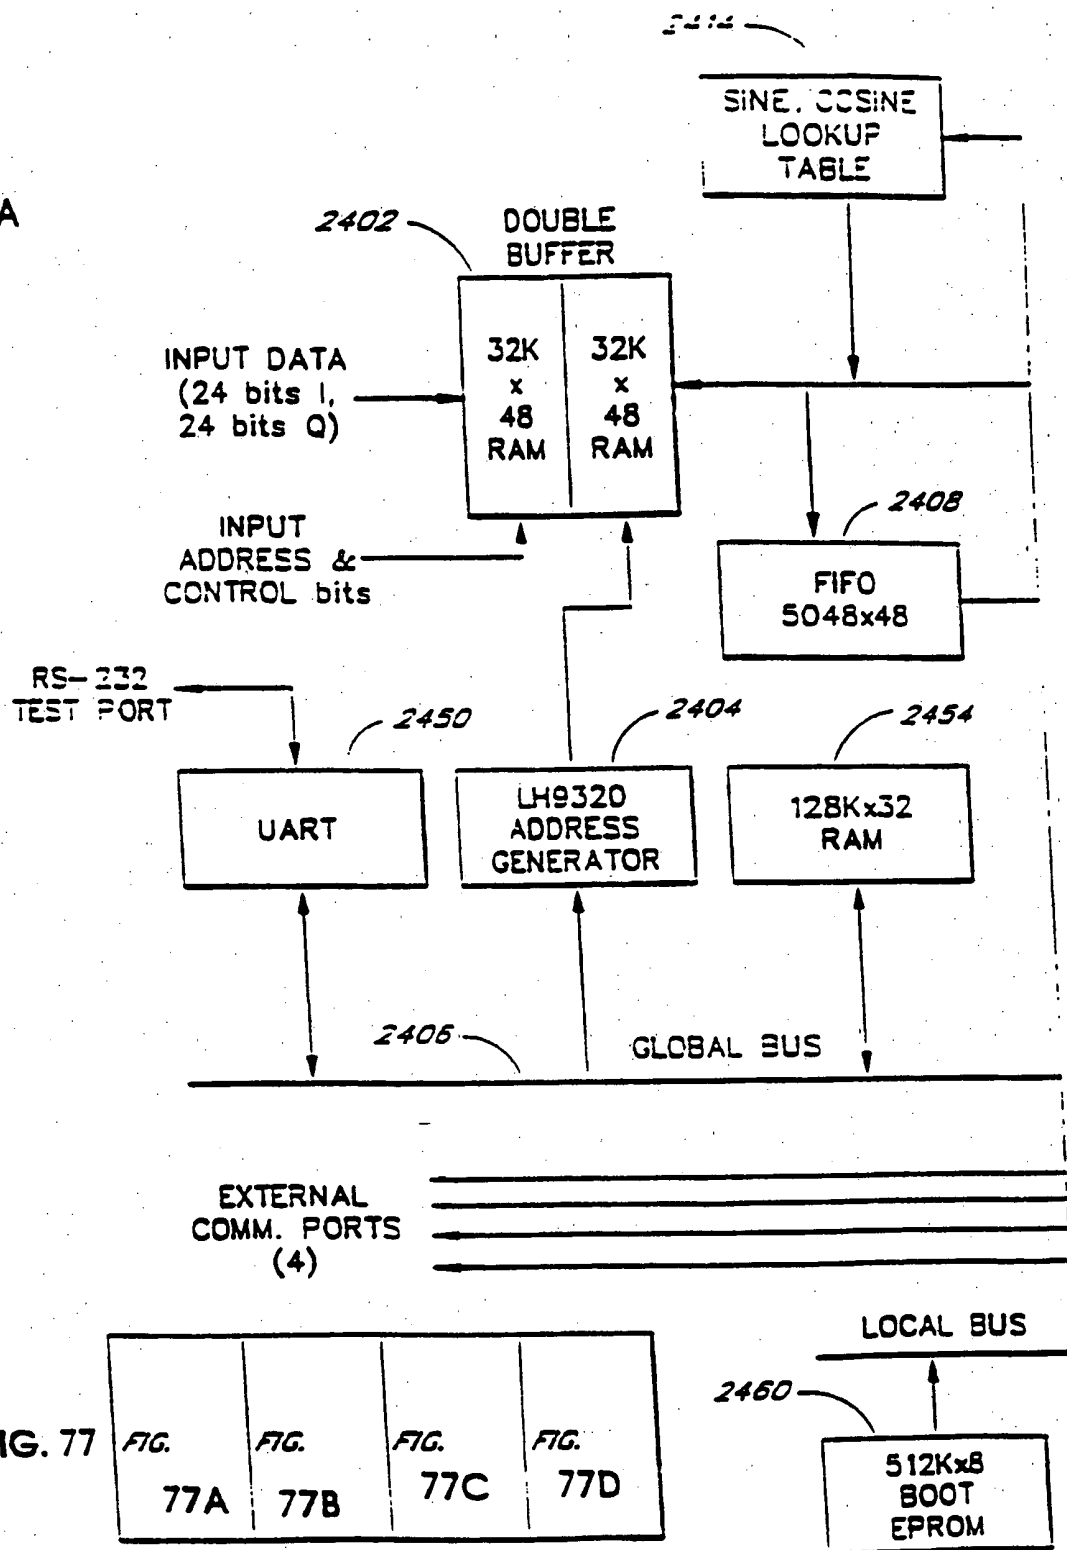 2414
SINE, COSINE
LOOKUP
TABLE
A
2402
DOUBLE
BUFFER
32K
x
48
RAM
32K
x
48
RAM
INPUT DATA
(24 bits I,
24 bits Q)
INPUT
ADDRESS &
CONTROL bits
2408
FIFO
5048x48
RS-232
TEST PORT
2450
UART
2404
LH9320
ADDRESS
GENERATOR
2454
128Kx32
RAM
2406
GLOBAL BUS
EXTERNAL
COMM. PORTS
(4)
LOCAL BUS
2460
512Kx8
BOOT
EPROM
IG. 77
FIG.
77A
FIG.
77B
FIG.
77C
FIG.
77D